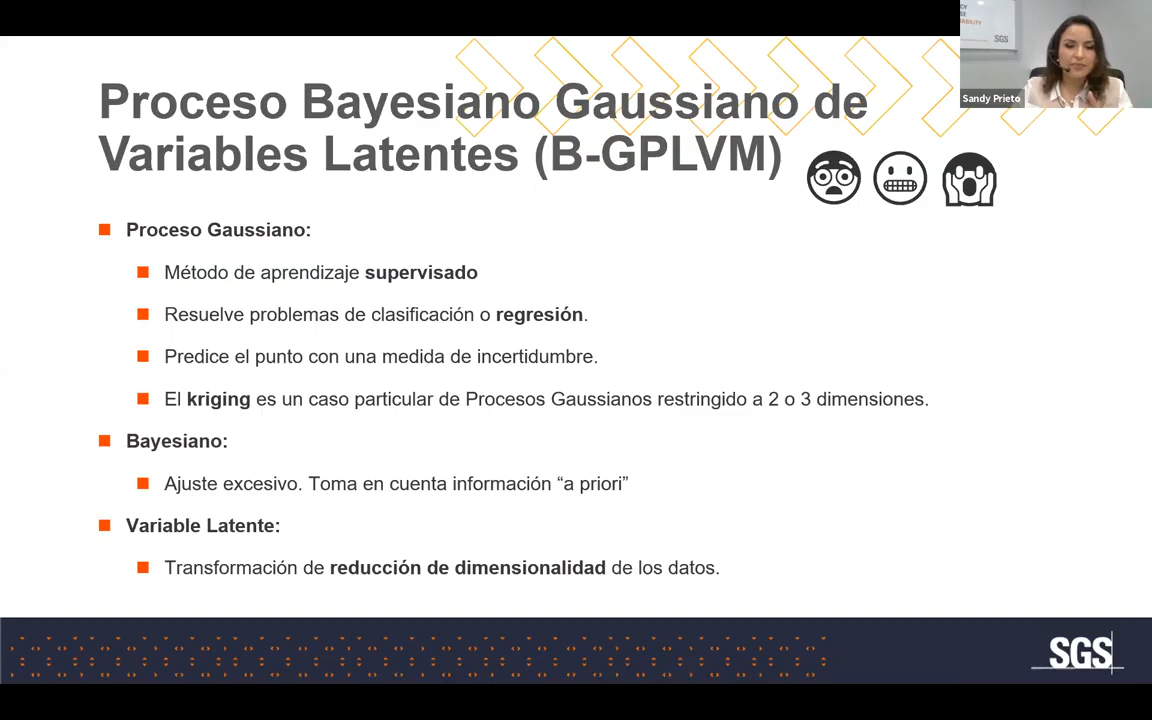 Proceso Bayesiano Gaussiano de
Variables Latentes (B-GPLVM)
Proceso Gaussiano:
Método de aprendizaje supervisado
Resuelve problemas de clasificación o regresión.
Predice el punto con una medida de incertidumbre.
El kriging es un caso particular de Procesos Gaussianos restringido a 2 o 3 dimensiones.
Bayesiano:
Ajuste excesivo. Toma en cuenta información “a priori”
Variable Latente:
Transformación de reducción de dimensionalidad de los datos.
SGS
SGS
Sandy Prieto